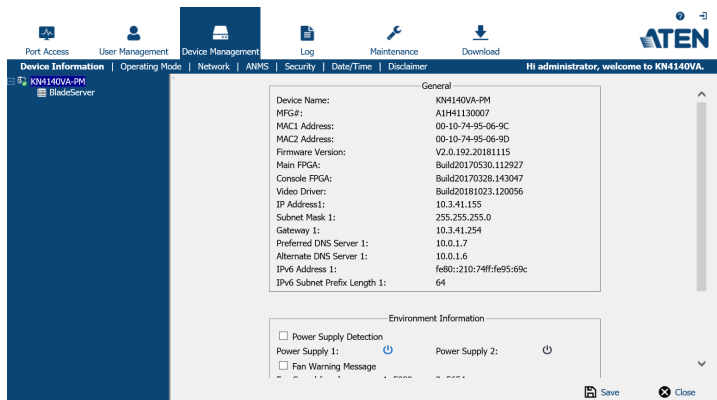 ATEN
Port Access User Management Device Management Log Maintenance Download
Device Information | Operating Mode | Network | ANMS | Security | Date/Time | Disclaimer Hi administrator, welcome to KN4140VA.
KN4140VA-PM
BladeServer
General
Device Name: KN4140VA-PM
MFG#: A1H41130007
MAC1 Address: 00-10-74-95-06-9C
MAC2 Address: 00-10-74-95-06-9D
Firmware Version: V2.0.192.20181115
Main FPGA: Build20170530.112927
Console FPGA: Build20170328.143047
Video Driver: Build20181023.120056
IP Address1: 10.3.41.155
Subnet Mask 1: 255.255.255.0
Gateway 1: 10.3.41.254
Preferred DNS Server 1: 10.0.1.7
Alternate DNS Server 1: 10.0.1.6
IPv6 Address 1: fe80::210:74ff:fe95:69c
IPv6 Subnet Prefix Length 1: 64
Environment Information
Power Supply Detection
Power Supply 1: Power Supply 2:
Fan Warning Message
Save Close